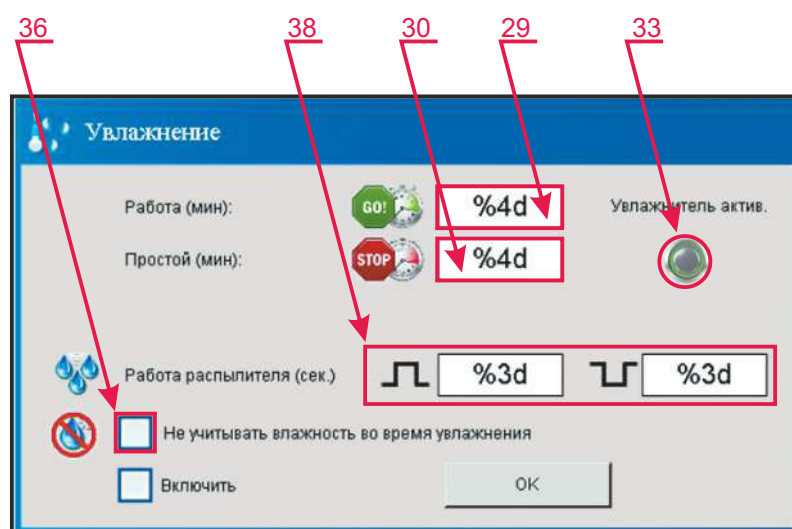 36 38 30 29 33
Увлажнение
Работа (мин): GO! %4d Увлажнитель актив.
Простой (мин): STOP %4d
Работа распылителя (сек.) %3d %3d
Не учитывать влажность во время увлажнения
Включить OK